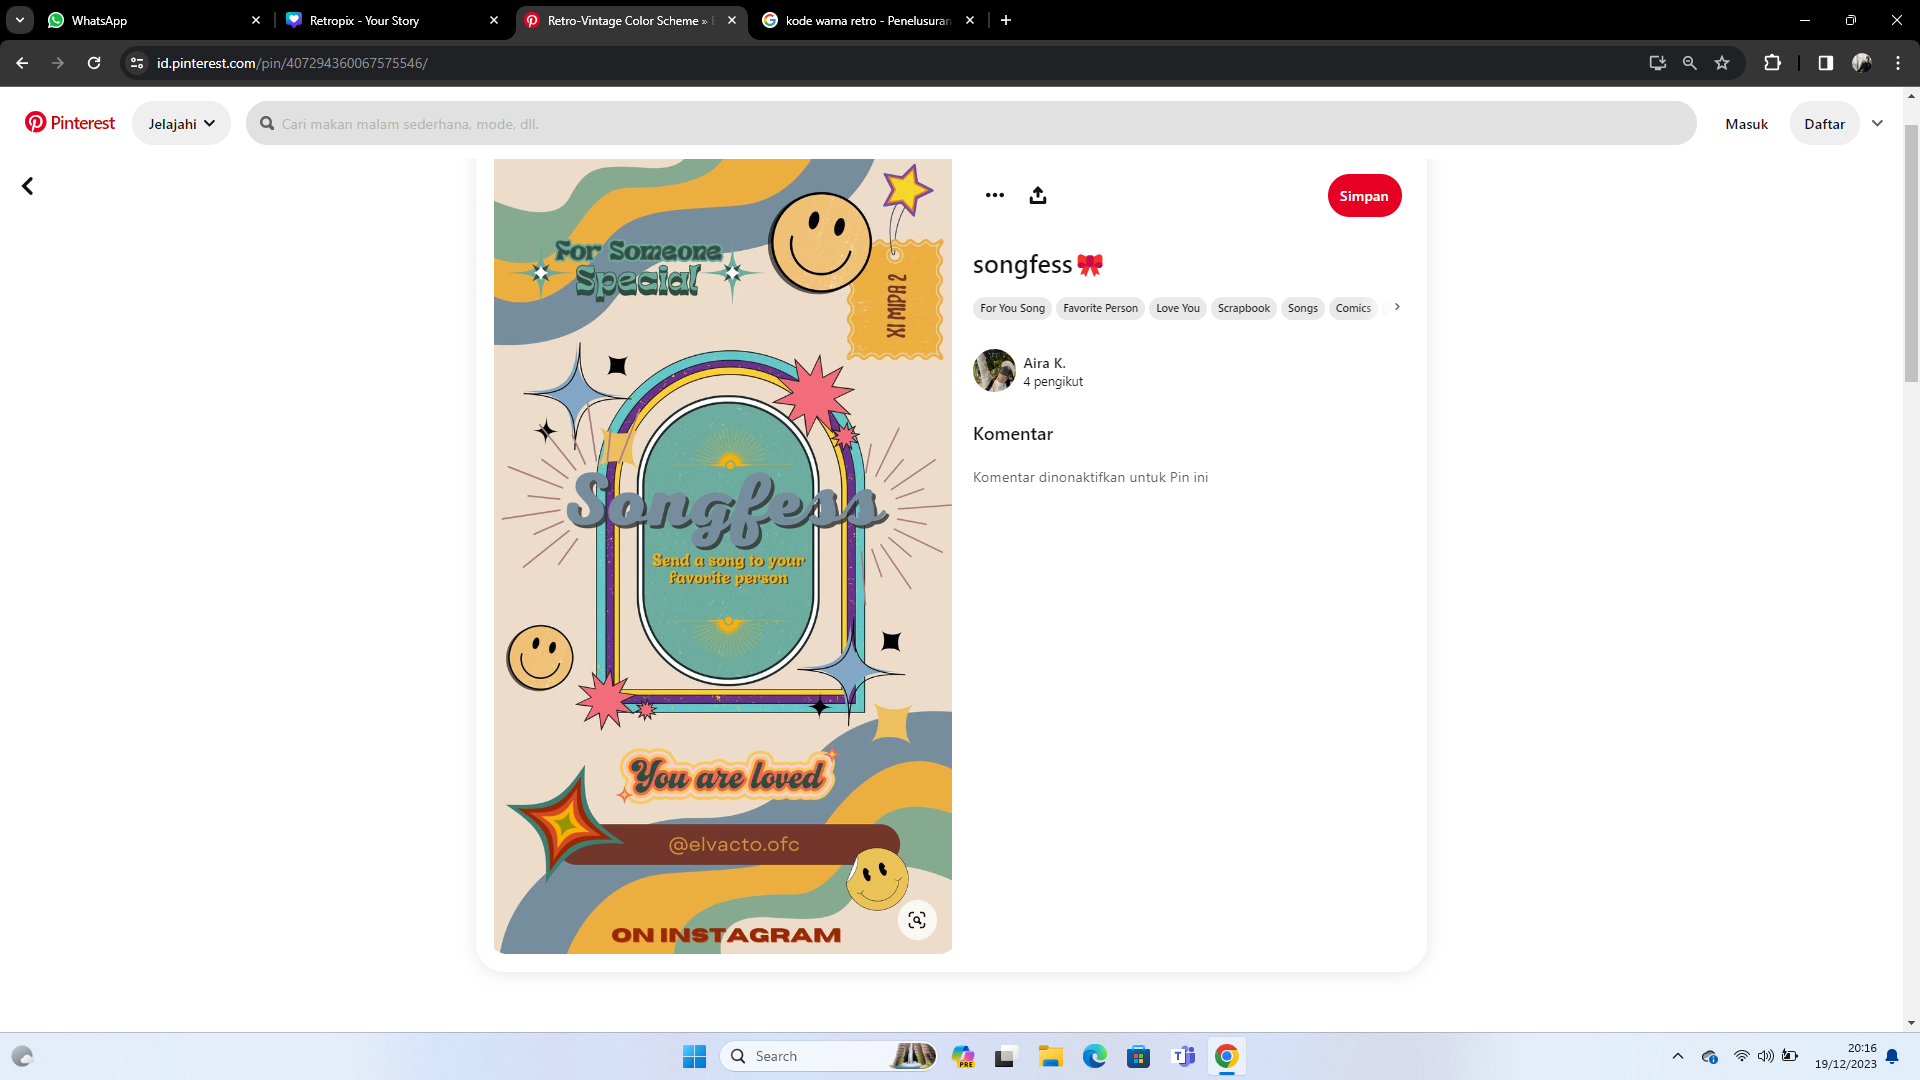 WhatsApp
Retropix - Your Story
Retro-Vintage Color Scheme »
kode warna retro - Penelusuran
id.pinterest.com/pin/407294360067575546/
Pinterest
Jelajahi
Cari makan malam sederhana, mode, dll.
Masuk
Daftar
For Someone
Special
XI MIPA 2
Songfess
Send a song to your
favorite person
You are loved
@elvacto.ofc
ON INSTAGRAM
Simpan
songfess🎀
For You Song
Favorite Person
Love You
Scrapbook
Songs
Comics
Aira K.
4 pengikut
Komentar
Komentar dinonaktifkan untuk Pin ini
Search
PRE
20:16
19/12/2023